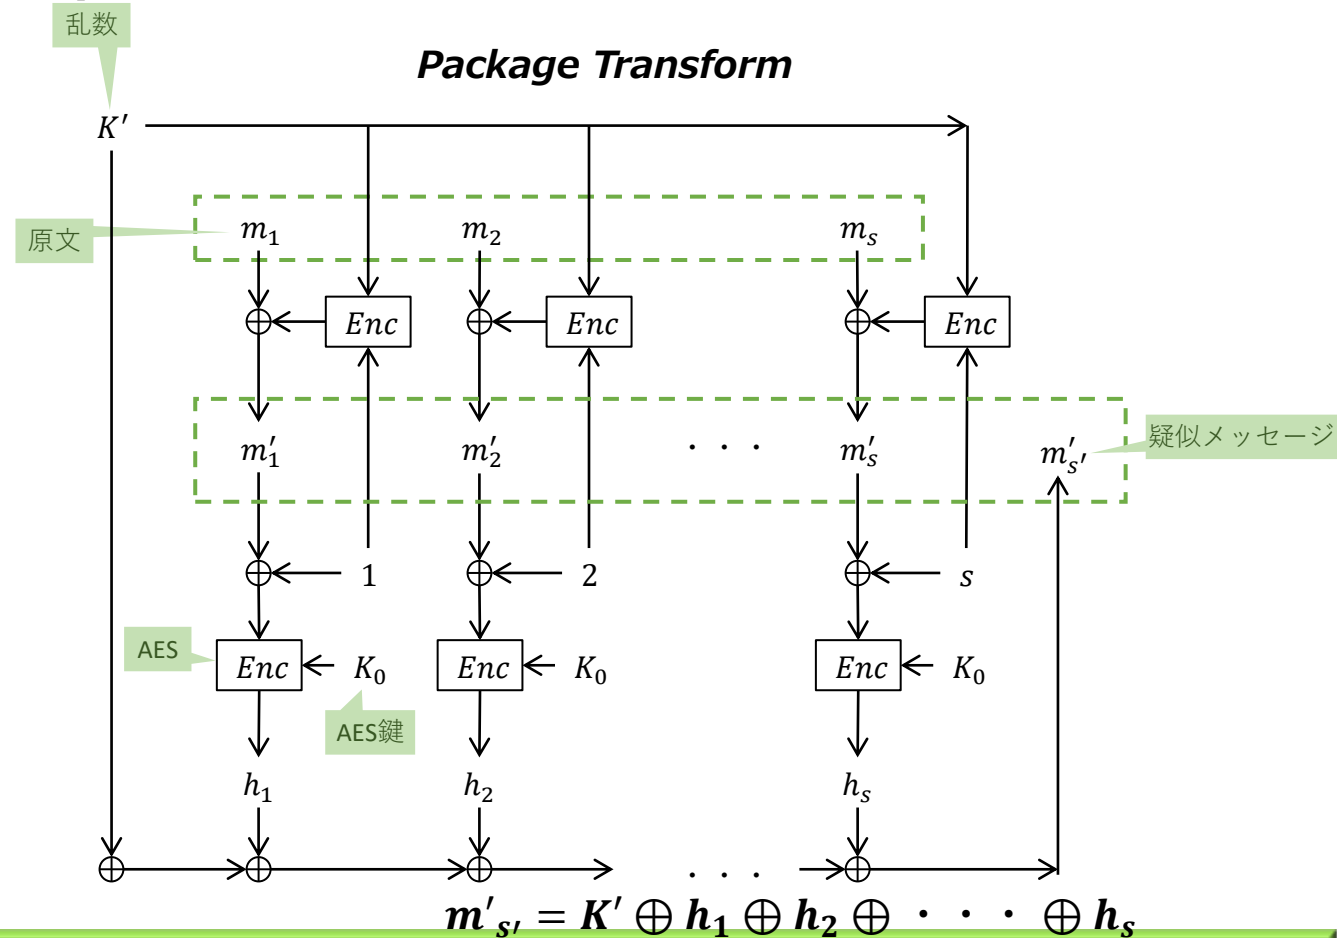 乱数
Package Transform
K′
原文
m₁ m₂ mₛ
Enc Enc Enc
m′₁ m′₂ · · · m′ₛ m′ₛ′
疑似メッセージ
⊕ 1 ⊕ 2 ⊕ s
AES
Enc K₀ Enc K₀ Enc K₀
AES鍵
h₁ h₂ hₛ
· · ·
m′ₛ′ = K′ ⊕ h₁ ⊕ h₂ ⊕ · · · ⊕ hₛ